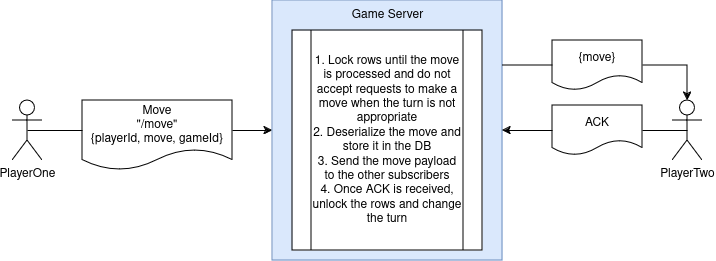 Game Server
1. Lock rows until the move
is processed and do not
accept requests to make a
move when the turn is not
appropriate
2. Deserialize the move and
store it in the DB
3. Send the move payload
to the other subscribers
4. Once ACK is received,
unlock the rows and change
the turn
Move
"/move"
{playerId, move, gameId}
PlayerOne
{move}
ACK
PlayerTwo